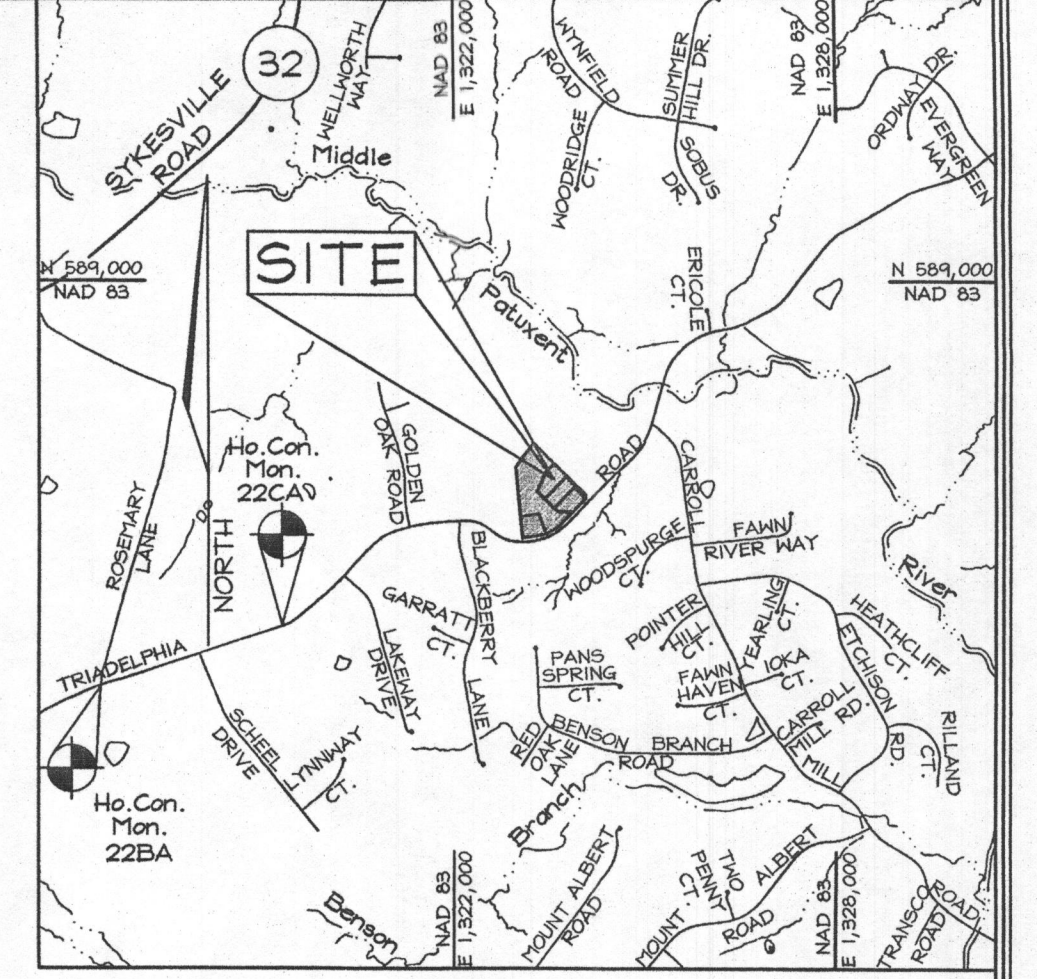 32
SYKESVILLE
ROAD
WELLWORTH
WAY
Middle
NAD 83
E 1,322,000
WYNFIELD
ROAD
WOODRIDGE
CT.
SUMMER
HILL DR.
SOBUS
DR.
NAD 83
E 1,328,000
ORDWAY DR.
EVERGREEN
WAY
N 589,000
NAD 83
SITE
Patuxent
ERICOLE
CT.
N 589,000
NAD 83
GOLDEN
OAK ROAD
Ho.Con.
Mon.
22CA
ROSEMARY
LANE
NORTH
ROAD
CARROLL
FAWN
RIVER WAY
WOODSPURGE
CT.
BLACKBERRY
LANE
GARRATT
CT.
LAKEWAY
DRIVE
POINTER
HILL
CT.
YEARLING
CT.
River
HEATHCLIFF
CT.
ETCHISON
RD.
TRIADELPHIA
PANS
SPRING
CT.
FAWN
HAVEN
CT.
IOKA
CT.
CARROLL
MILL RD.
MILL
RILLAND
CT.
SCHEEL
DRIVE
LYNNWAY
CT.
RED
OAK
LANE
BENSON BRANCH
ROAD
Ho.Con.
Mon.
22BA
Branch
Benson
NAD 83
E 1,322,000
MOUNT ALBERT
ROAD
TWO
PENNY
CT
MOUNT ALBERT
ROAD
NAD 83
E 1,328,000
TRANSCO
ROAD
ROAD